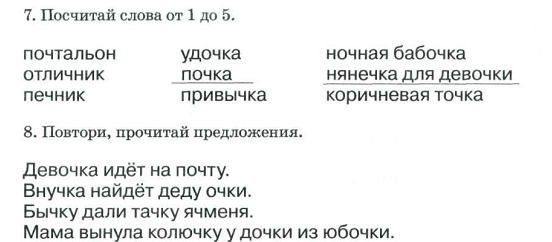 7. Посчитай слова от 1 до 5.
почтальон удочка ночная бабочка
отличник почка нянечка для девочки
печник привычка коричневая точка
8. Повтори, прочитай предложения.
Девочка идёт на почту.
Внучка найдёт деду очки.
Бычку дали тачку ячменя.
Мама вынула колючку у дочки из юбочки.